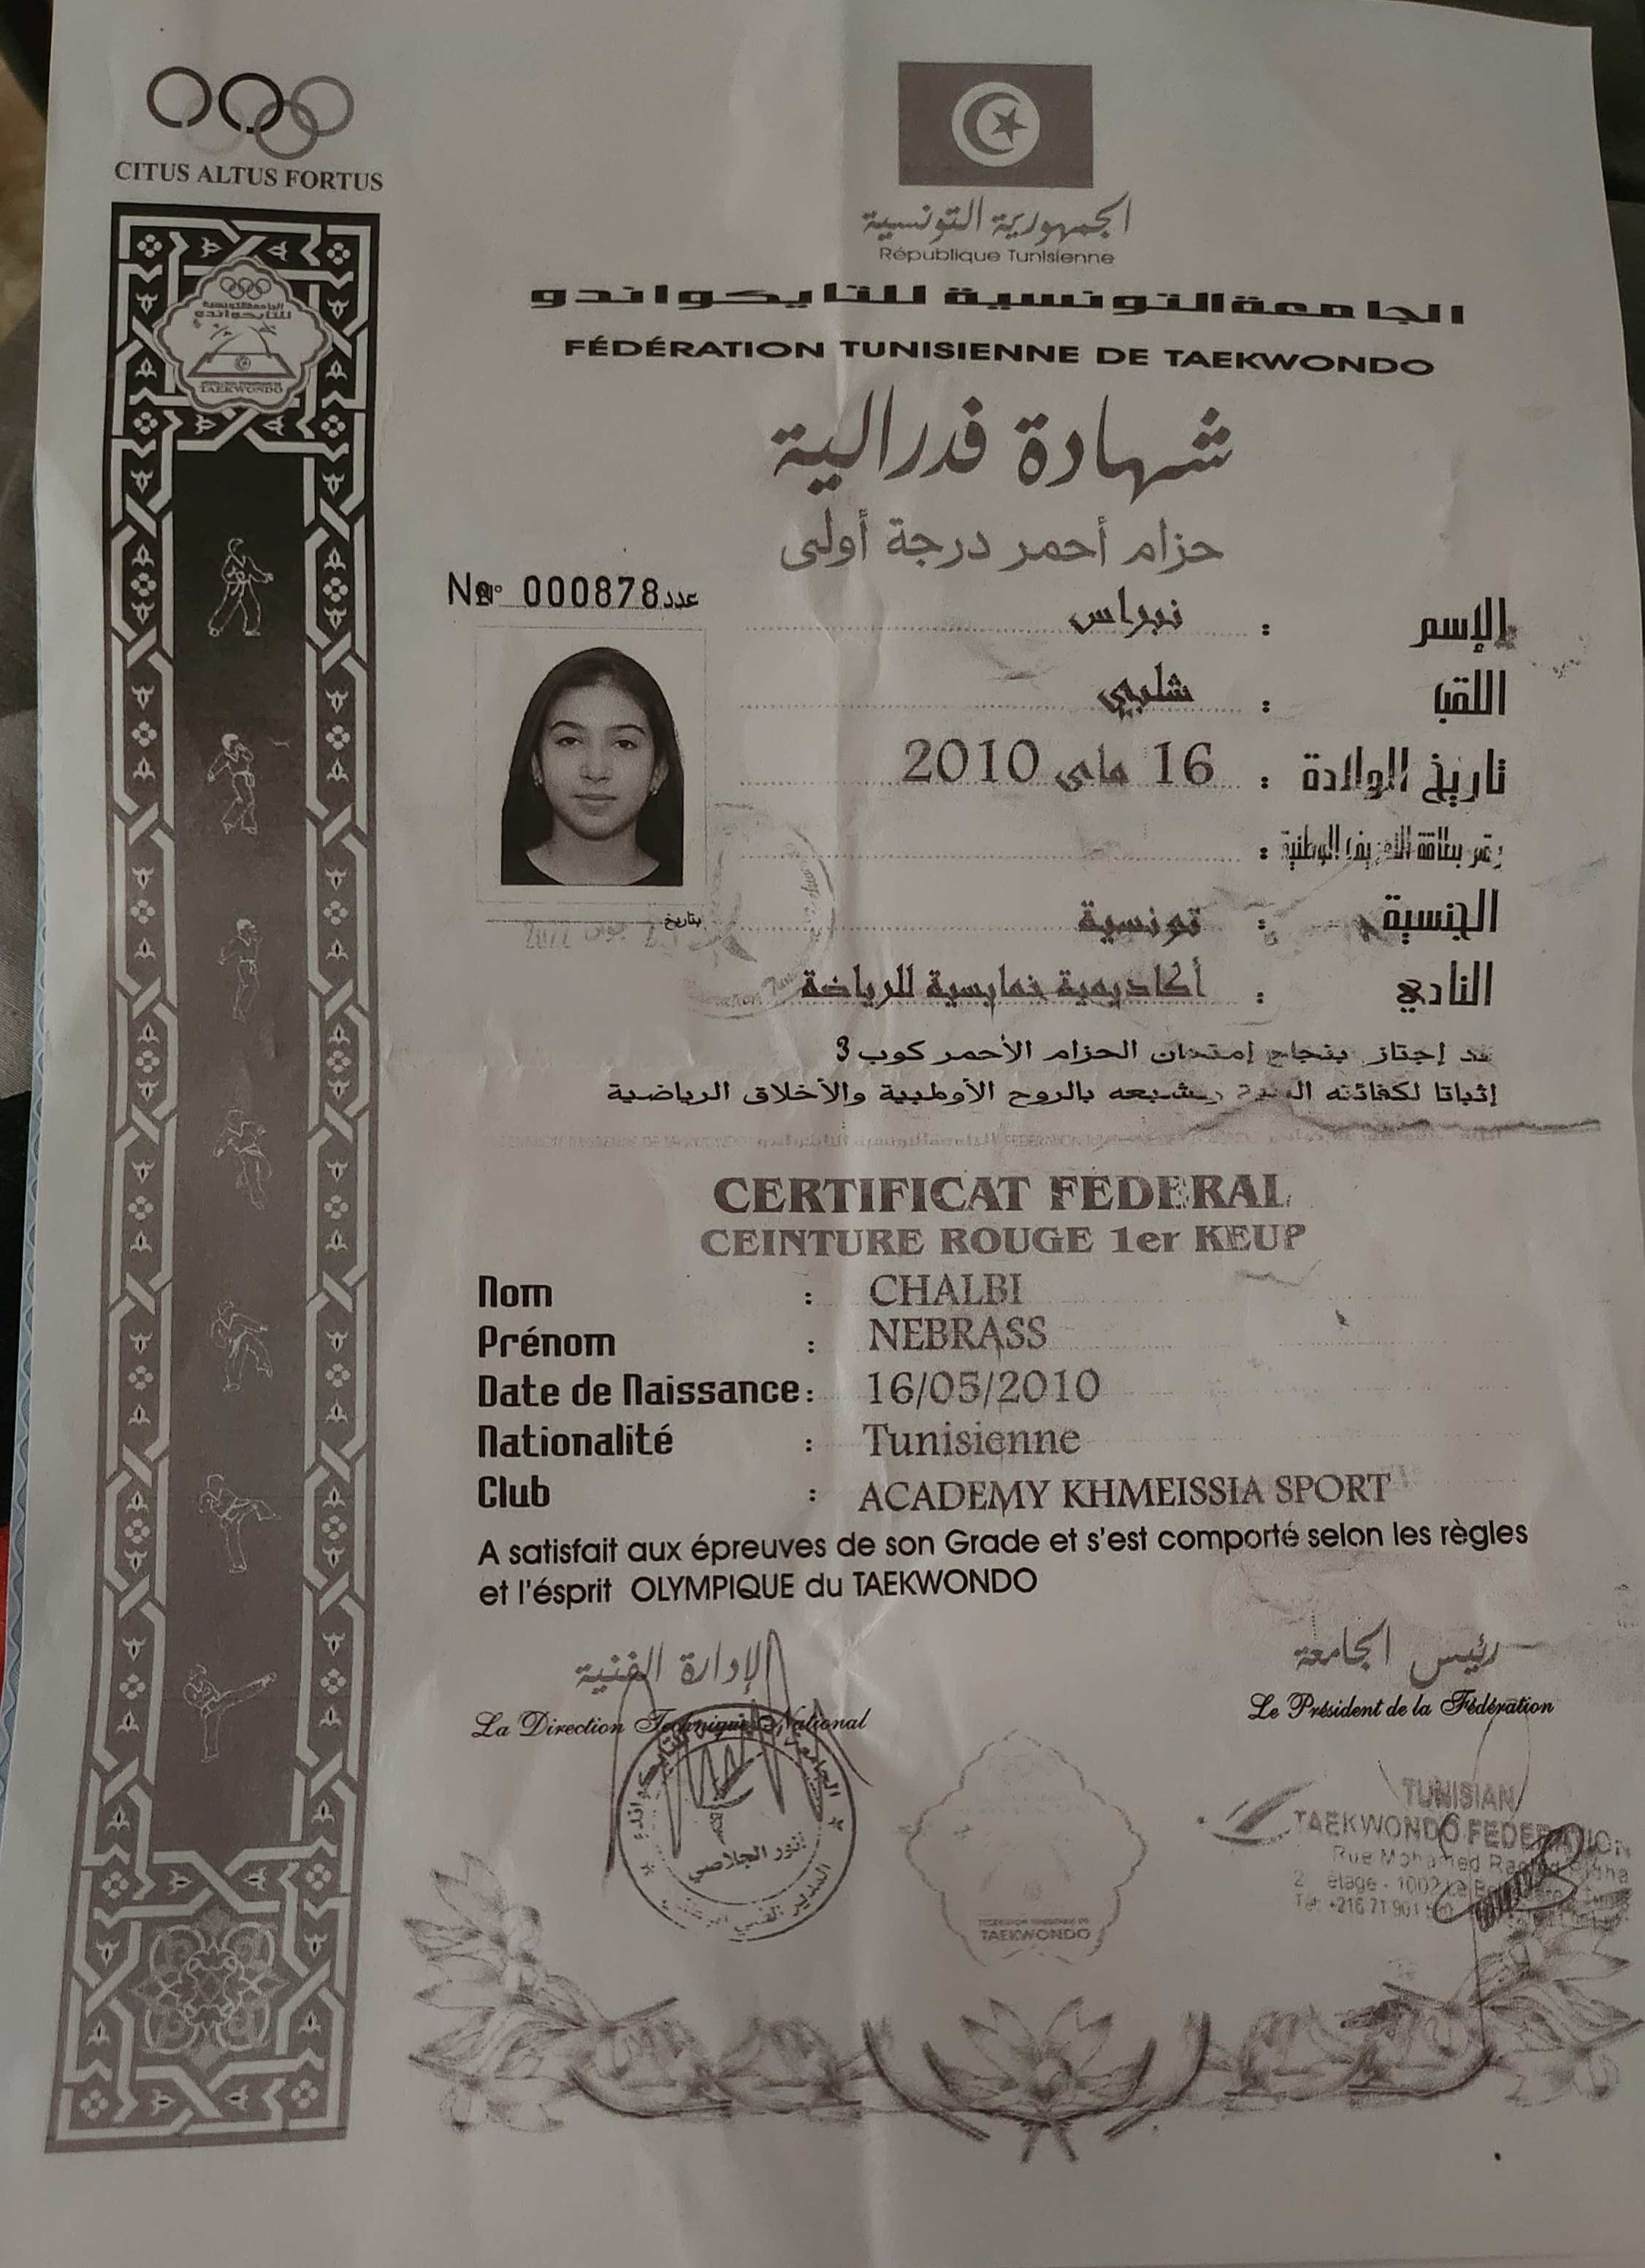 CITUS ALTUS FORTUS
الجمهورية التونسية
République Tunisienne
الجامعة التونسية للتايكواندو
FÉDÉRATION TUNISIENNE DE TAEKWONDO
شهادة فدرالية
حزام أحمر درجة أولى
N° 000878 عدد
الإسم : نبراس
اللقب : شلبي
تاريخ الولادة : 16 ماي 2010
رقم بطاقة التعريف الوطنية :
الجنسية : تونسية
بتاريخ
النادي : أكاديمية خمايسية للرياضة
قد إجتاز بنجاح إمتحان الحزام الأحمر كوب 3
إثباتا لكفائته وتشبعه بالروح الأوطبية والأخلاق الرياضية
CERTIFICAT FEDERAL
CEINTURE ROUGE 1er KEUP
Nom : CHALBI
Prénom : NEBRASS
Date de Naissance : 16/05/2010
Nationalité : Tunisienne
Club : ACADEMY KHMEISSIA SPORT
A satisfait aux épreuves de son Grade et s'est comporté selon les règles
et l'ésprit OLYMPIQUE du TAEKWONDO
الإدارة الفنية
La Direction Technique National
رئيس الجامعة
Le Président de la Fédération
TUNISIAN
TAEKWONDO FEDERATION
TAEKWONDO